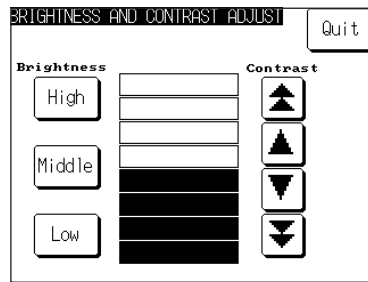 BRIGHTNESS AND CONTRAST ADJUST
Quit
Brightness
Contrast
High
Middle
Low